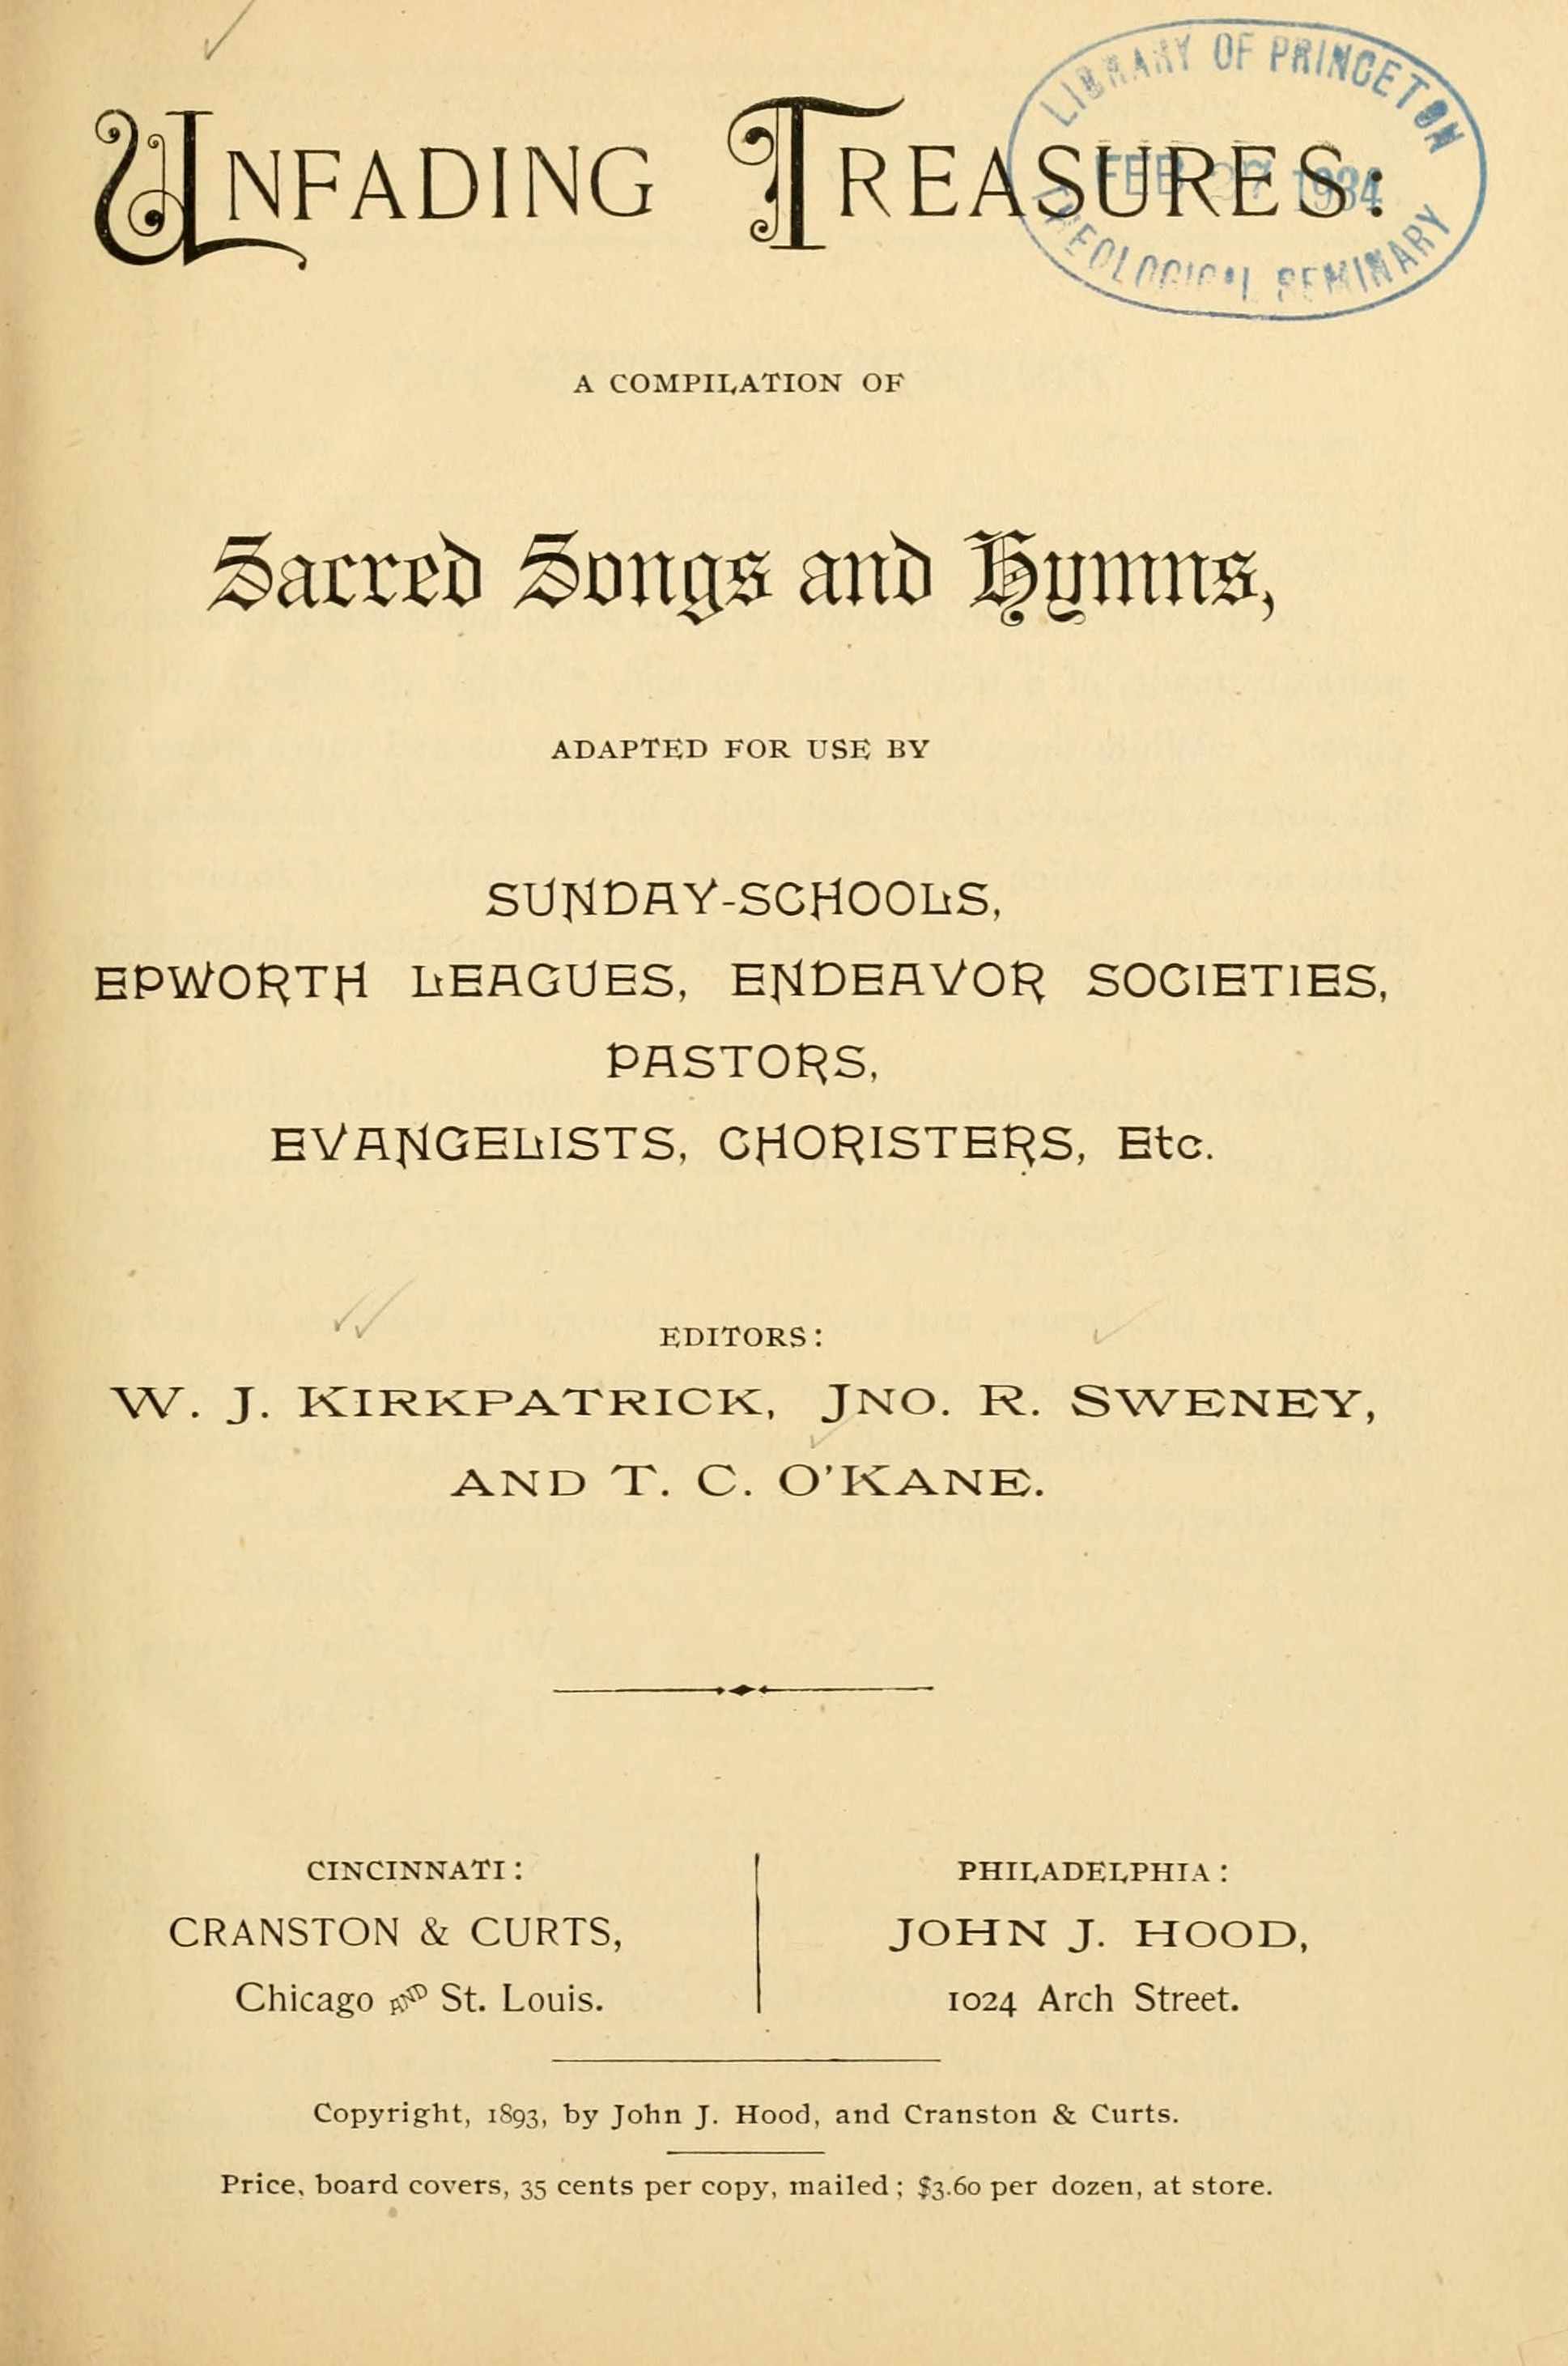 LIBRARY OF PRINCETON
FEB 27 1934
THEOLOGICAL SEMINARY
UNFADING TREASURES:
A COMPILATION OF
Sacred Songs and Hymns,
ADAPTED FOR USE BY
SUNDAY-SCHOOLS,
EPWORTH LEAGUES, ENDEAVOR SOCIETIES,
PASTORS,
EVANGELISTS, CHORISTERS, Etc.
EDITORS:
W. J. KIRKPATRICK, JNO. R. SWENEY,
AND T. C. O'KANE.
CINCINNATI:
CRANSTON & CURTS,
Chicago AND St. Louis.
PHILADELPHIA:
JOHN J. HOOD,
1024 Arch Street.
Copyright, 1893, by John J. Hood, and Cranston & Curts.
Price, board covers, 35 cents per copy, mailed; $3.60 per dozen, at store.